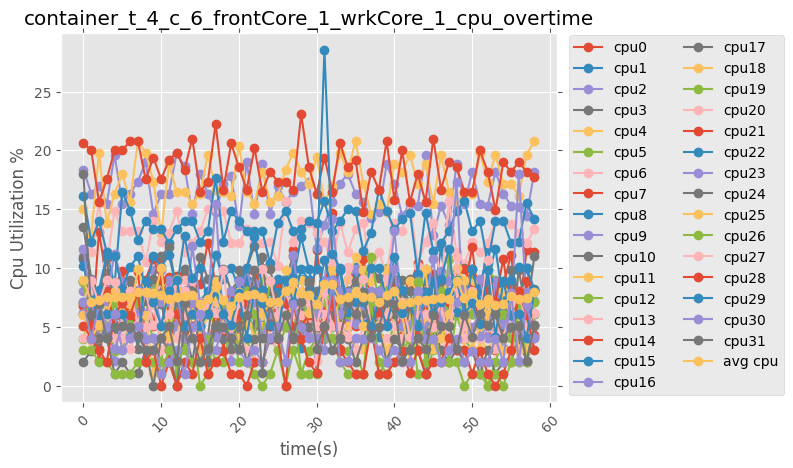 container_t_4_c_6_frontCore_1_wrkCore_1_cpu_overtime
Cpu Utilization %
25
20
15
10
5
0
0
10
20
30
40
50
60
time(s)
cpu0
cpu1
cpu2
cpu3
cpu4
cpu5
cpu6
cpu7
cpu8
cpu9
cpu10
cpu11
cpu12
cpu13
cpu14
cpu15
cpu16
cpu17
cpu18
cpu19
cpu20
cpu21
cpu22
cpu23
cpu24
cpu25
cpu26
cpu27
cpu28
cpu29
cpu30
cpu31
avg cpu